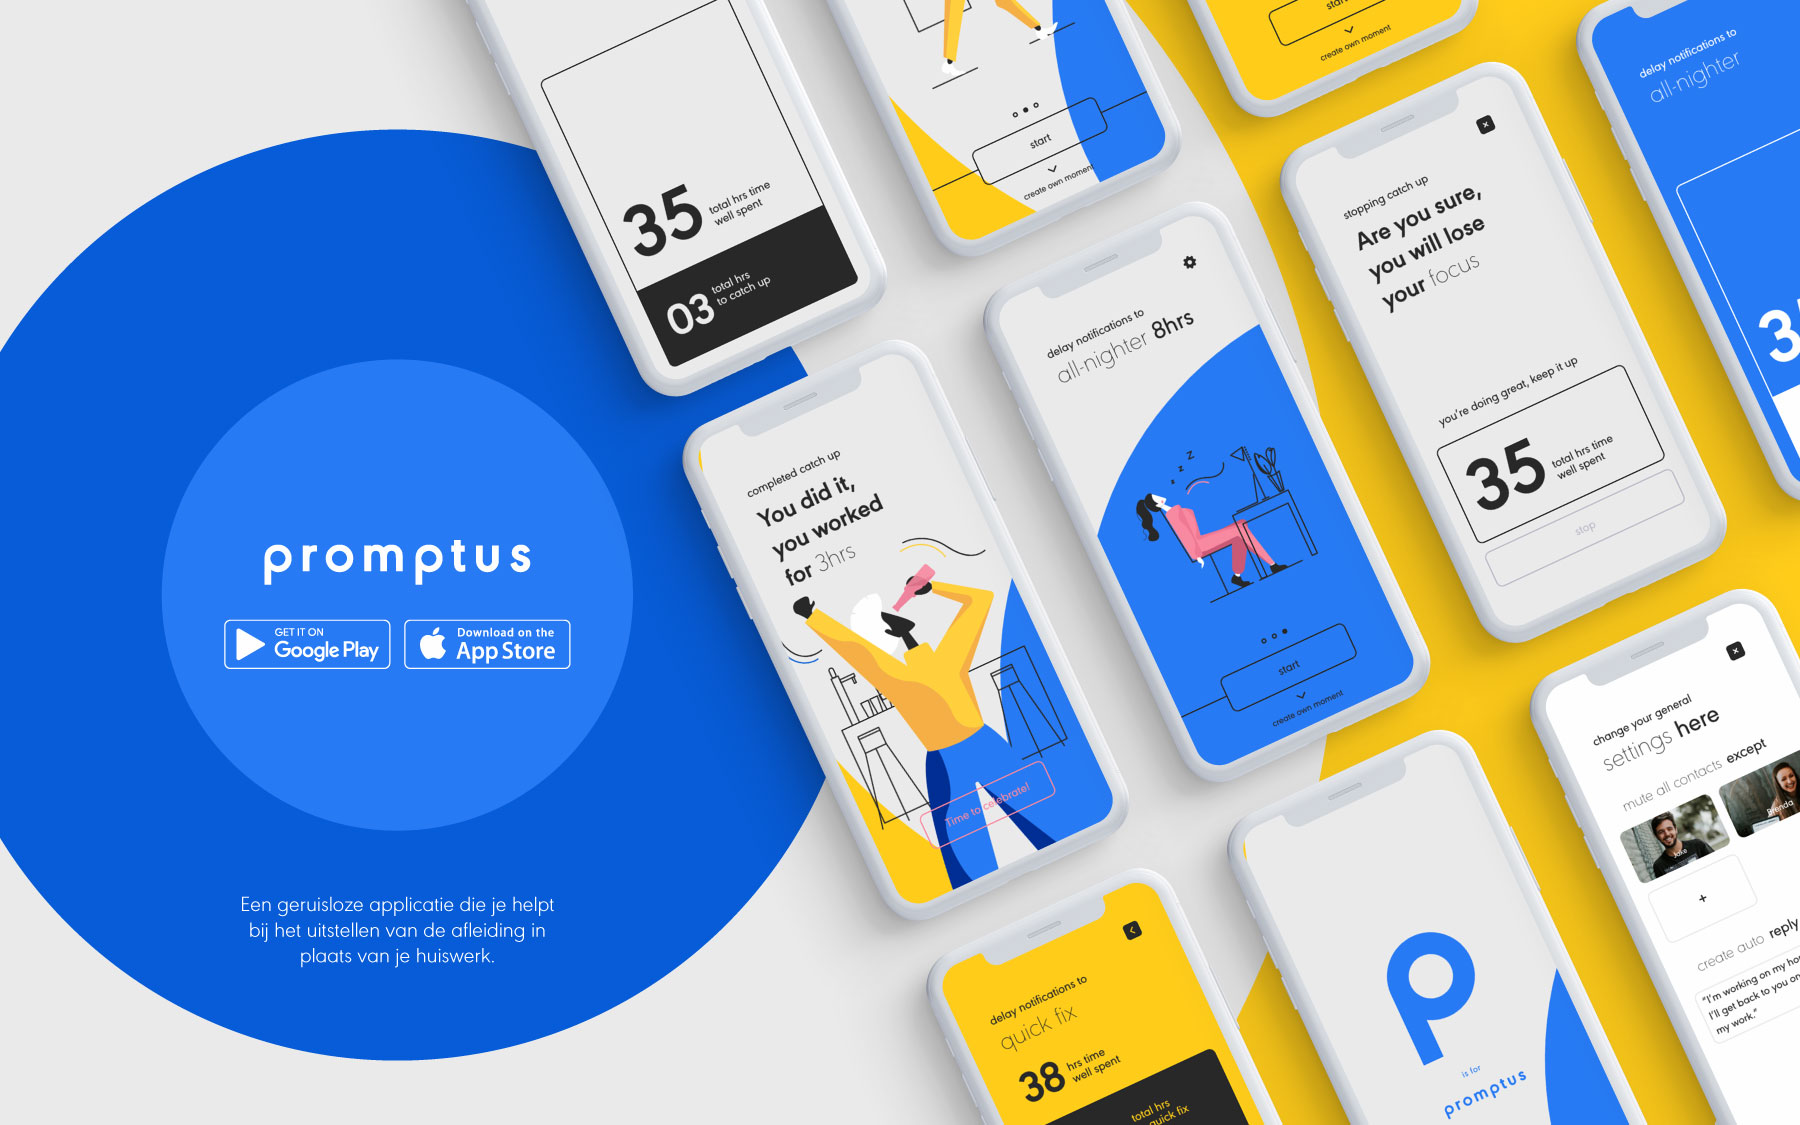 promptus
GET IT ON
Google Play
Download on the
App Store
Een geruisloze applicatie die je helpt
bij het uitstellen van de afleiding in
plaats van je huiswerk.
35
total hrs time
well spent
03
total hrs
to catch up
start
create own moment
completed catch up
You did it,
you worked
for 3hrs
Time to celebrate!
delay notifications to
all-nighter 8hrs
z
z
Z
start
create own moment
delay notifications to
quick fix
38
hrs time
well spent
total hrs
quick fix
create own moment
stopping catch up
Are you sure,
you will lose
your focus
you're doing great, keep it up
35
total hrs time
well spent
stop
is for
promptus
delay notifications to
all-nighter
change your general
settings here
mute all contacts except
Jake
Brenda
+
create auto reply
"I'm working on my
I'll get back to you on
my work."